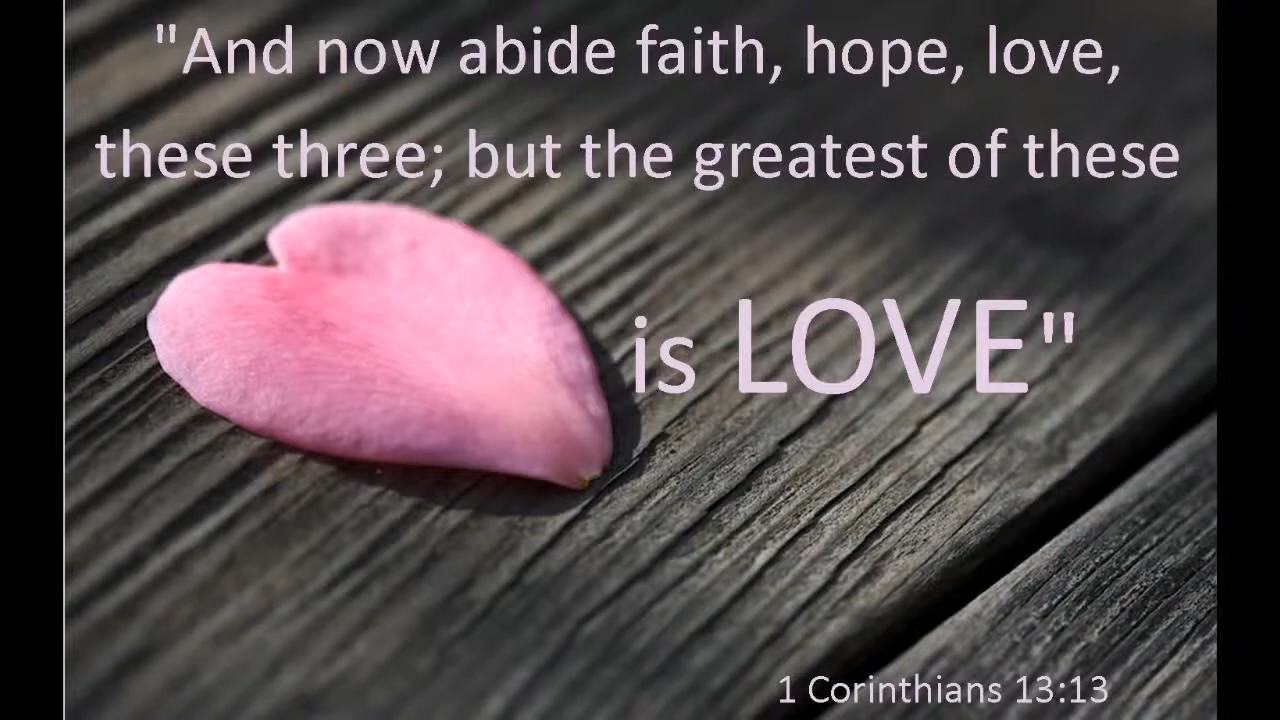 "And now abide faith, hope, love,
these three; but the greatest of these
is LOVE"
1 Corinthians 13:13